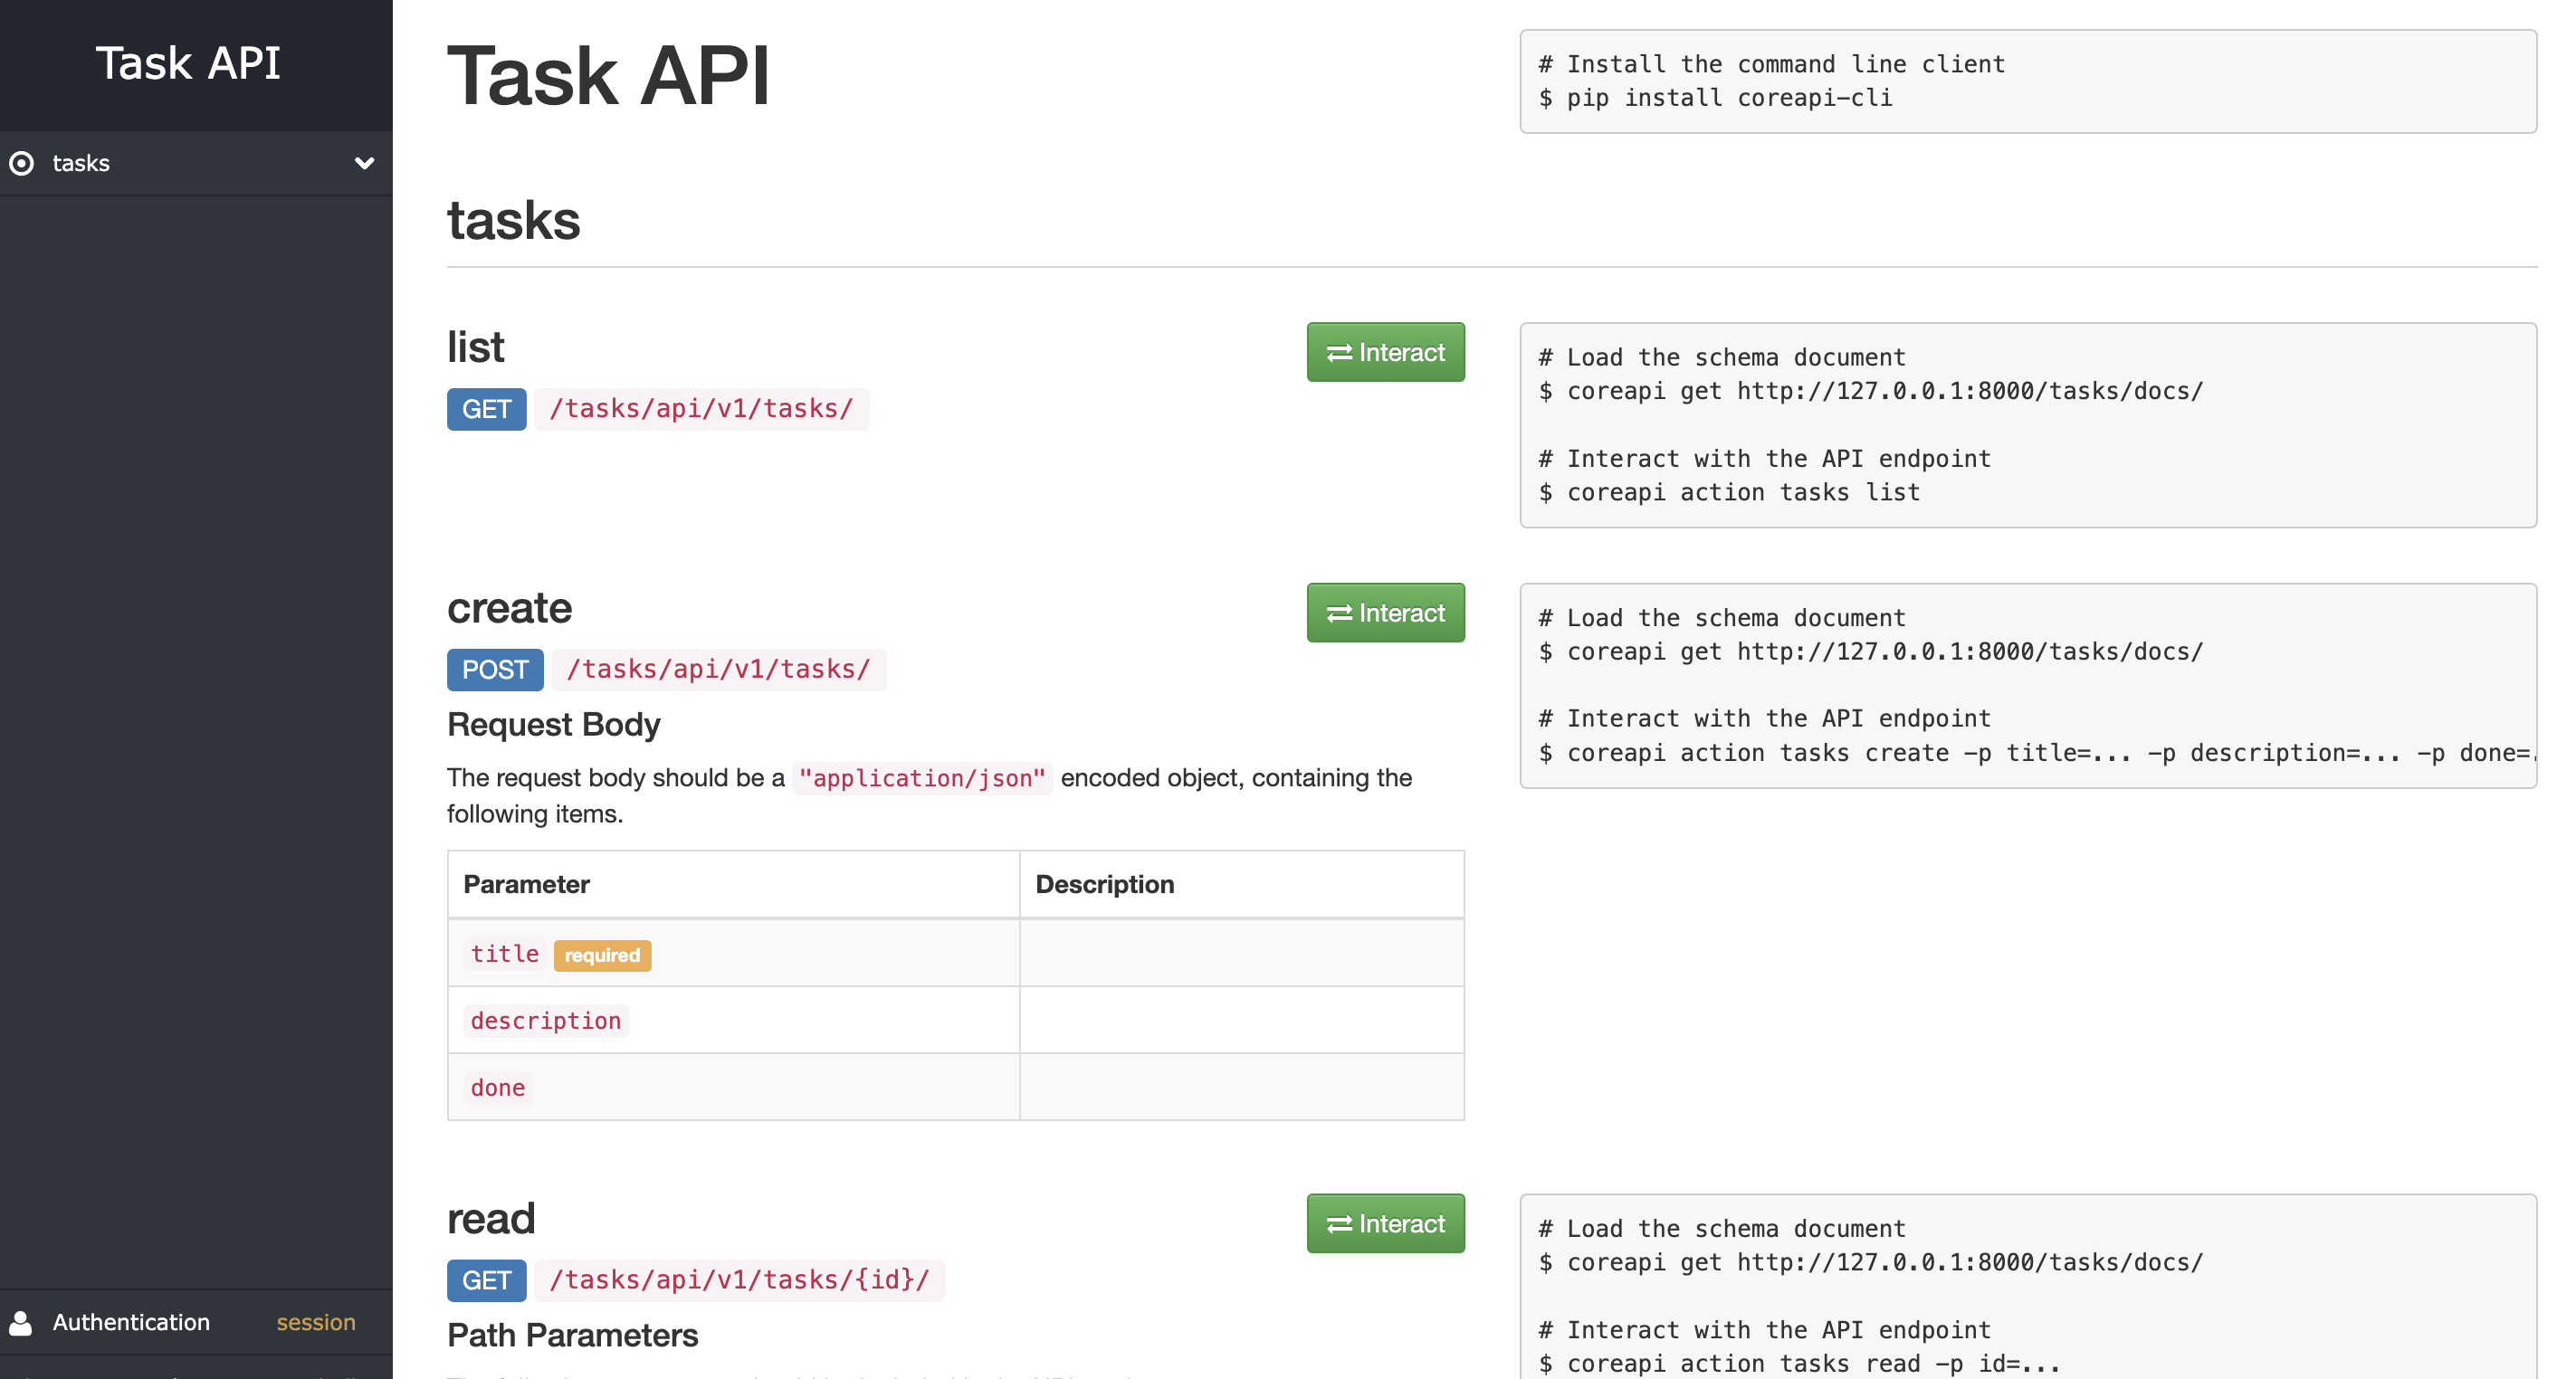 Task API
tasks
Authentication session
Task API
# Install the command line client
$ pip install coreapi-cli
tasks
list
Interact
GET /tasks/api/v1/tasks/
# Load the schema document
$ coreapi get http://127.0.0.1:8000/tasks/docs/
# Interact with the API endpoint
$ coreapi action tasks list
create
Interact
POST /tasks/api/v1/tasks/
Request Body
The request body should be a "application/json" encoded object, containing the
following items.
Parameter Description
title required
description
done
# Load the schema document
$ coreapi get http://127.0.0.1:8000/tasks/docs/
# Interact with the API endpoint
$ coreapi action tasks create -p title=... -p description=... -p done=.
read
Interact
GET /tasks/api/v1/tasks/{id}/
Path Parameters
# Load the schema document
$ coreapi get http://127.0.0.1:8000/tasks/docs/
# Interact with the API endpoint
$ coreapi action tasks read -p id=...